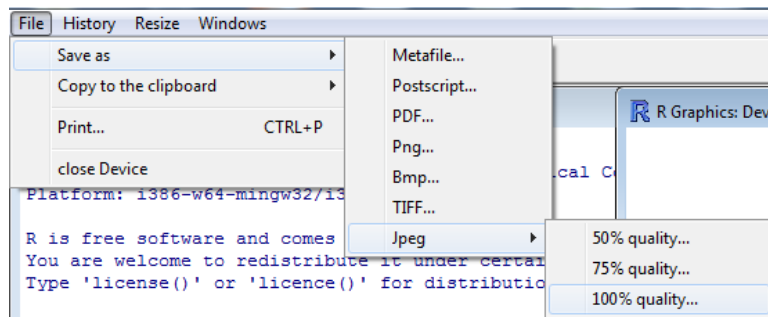 File History Resize Windows
Save as
Copy to the clipboard
Print... CTRL+P
close Device
Metafile...
Postscript...
PDF...
Png...
Bmp...
TIFF...
Jpeg
50% quality...
75% quality...
100% quality...
R Graphics: Dev
Platform: i386-w64-mingw32/i3
R is free software and comes
You are welcome to redistribute it under certai
Type 'license()' or 'licence()' for distributio